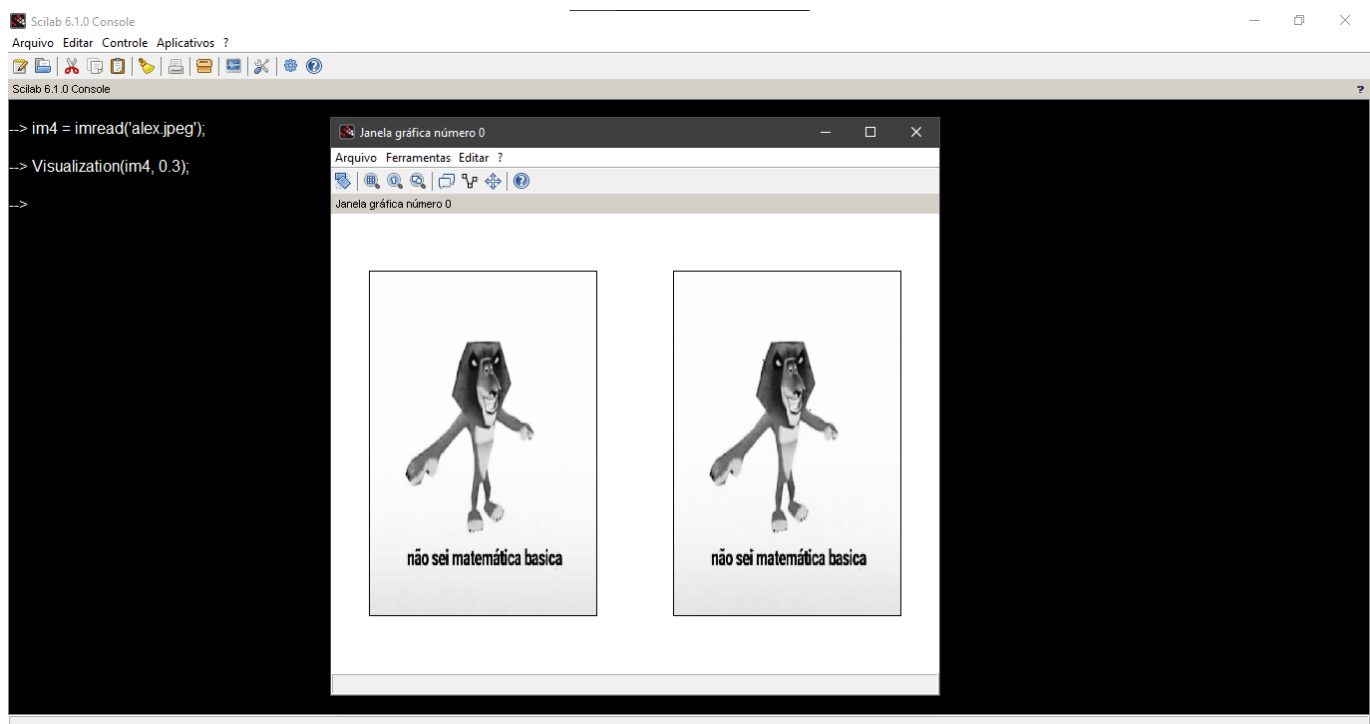 Scilab 6.1.0 Console
Arquivo Editar Controle Aplicativos ?
Scilab 6.1.0 Console ?
--> im4 = imread('alex.jpeg');
--> Visualization(im4, 0.3);
-->
Janela gráfica número 0
Arquivo Ferramentas Editar ?
Janela gráfica número 0
não sei matemática basica
não sei matemática basica